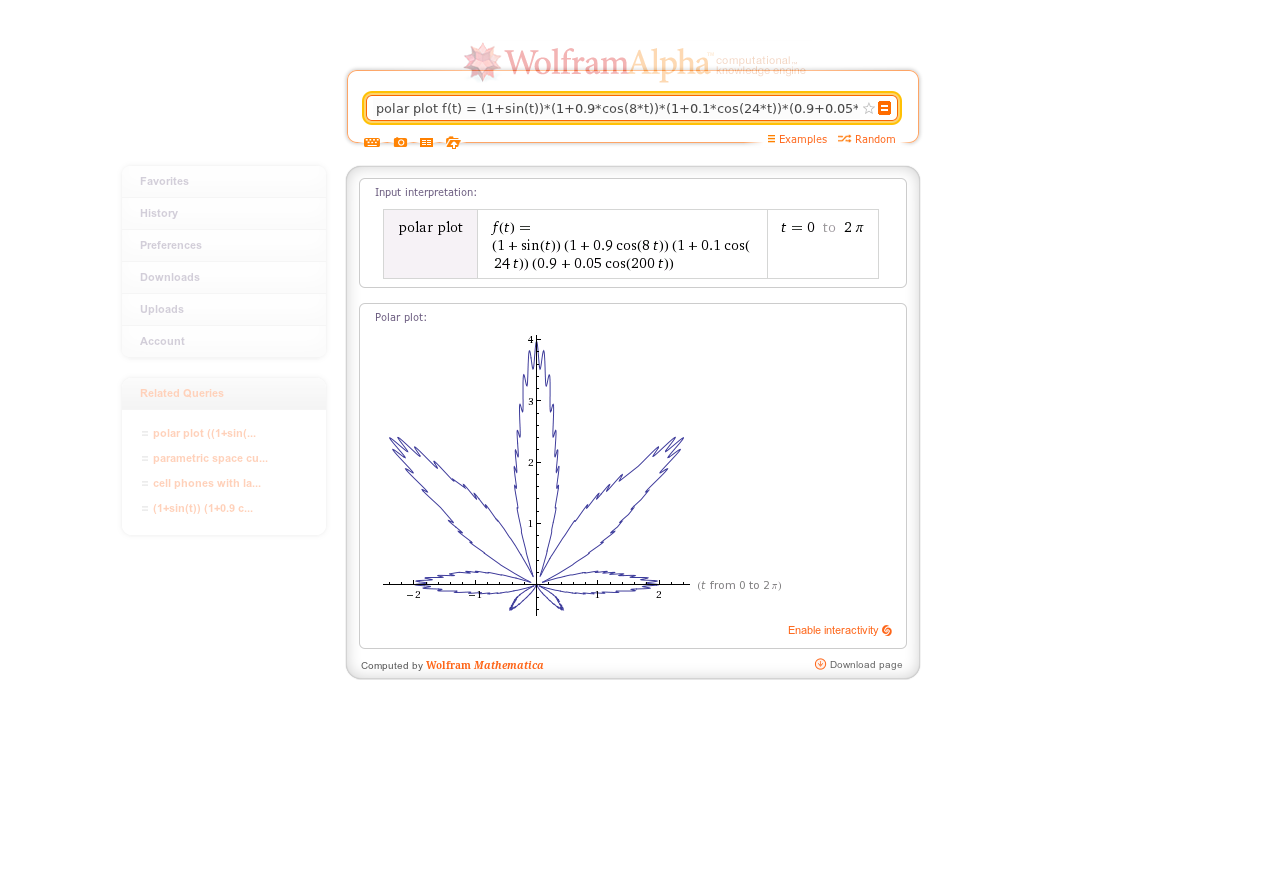 WolframAlpha computational... knowledge engine
polar plot f(t) = (1+sin(t))*(1+0.9*cos(8*t))*(1+0.1*cos(24*t))*(0.9+0.05*
Examples Random
Favorites
History
Preferences
Downloads
Uploads
Account
Related Queries
= polar plot ((1+sin(...
= parametric space cu...
= cell phones with la...
= (1+sin(t)) (1+0.9 c...
Input interpretation:
polar plot
f(t) =
(1 + sin(t)) (1 + 0.9 cos(8 t)) (1 + 0.1 cos(
24 t)) (0.9 + 0.05 cos(200 t))
t = 0 to 2 π
Polar plot:
4
3
2
1
−2 −1 1 2
(t from 0 to 2 π)
Enable interactivity
Computed by Wolfram Mathematica
Download page